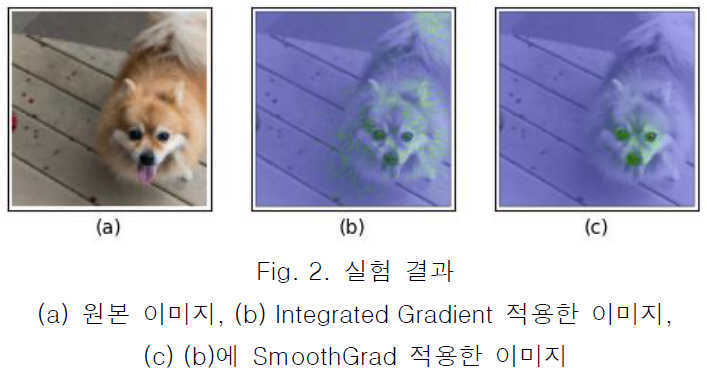 (a) (b) (c)
Fig. 2. 실험 결과
(a) 원본 이미지, (b) Integrated Gradient 적용한 이미지,
(c) (b)에 SmoothGrad 적용한 이미지